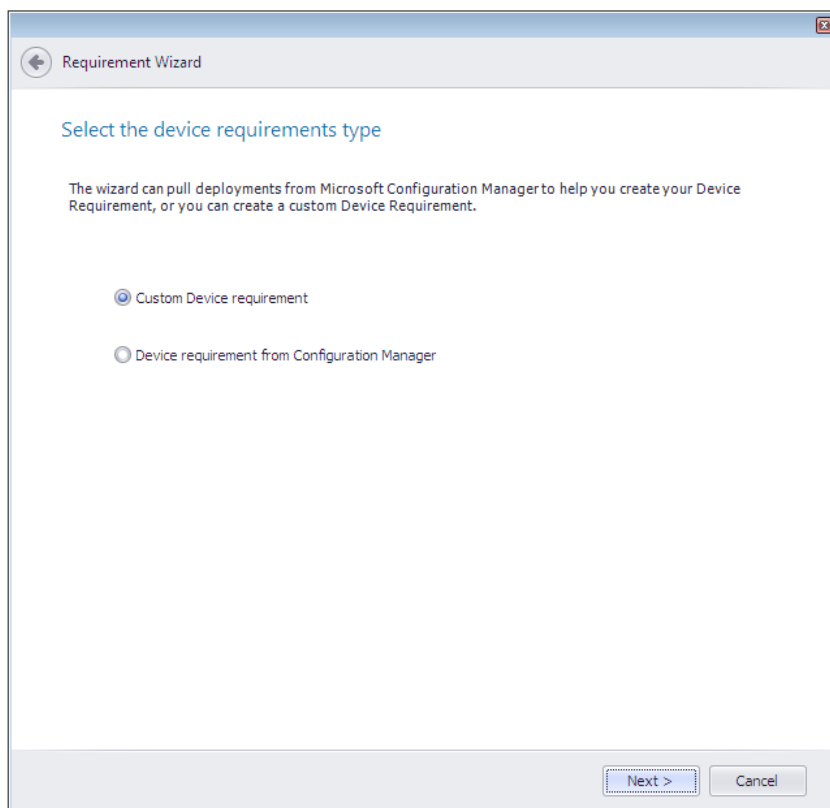 Requirement Wizard
Select the device requirements type
The wizard can pull deployments from Microsoft Configuration Manager to help you create your Device
Requirement, or you can create a custom Device Requirement.
Custom Device requirement
Device requirement from Configuration Manager
Next >
Cancel